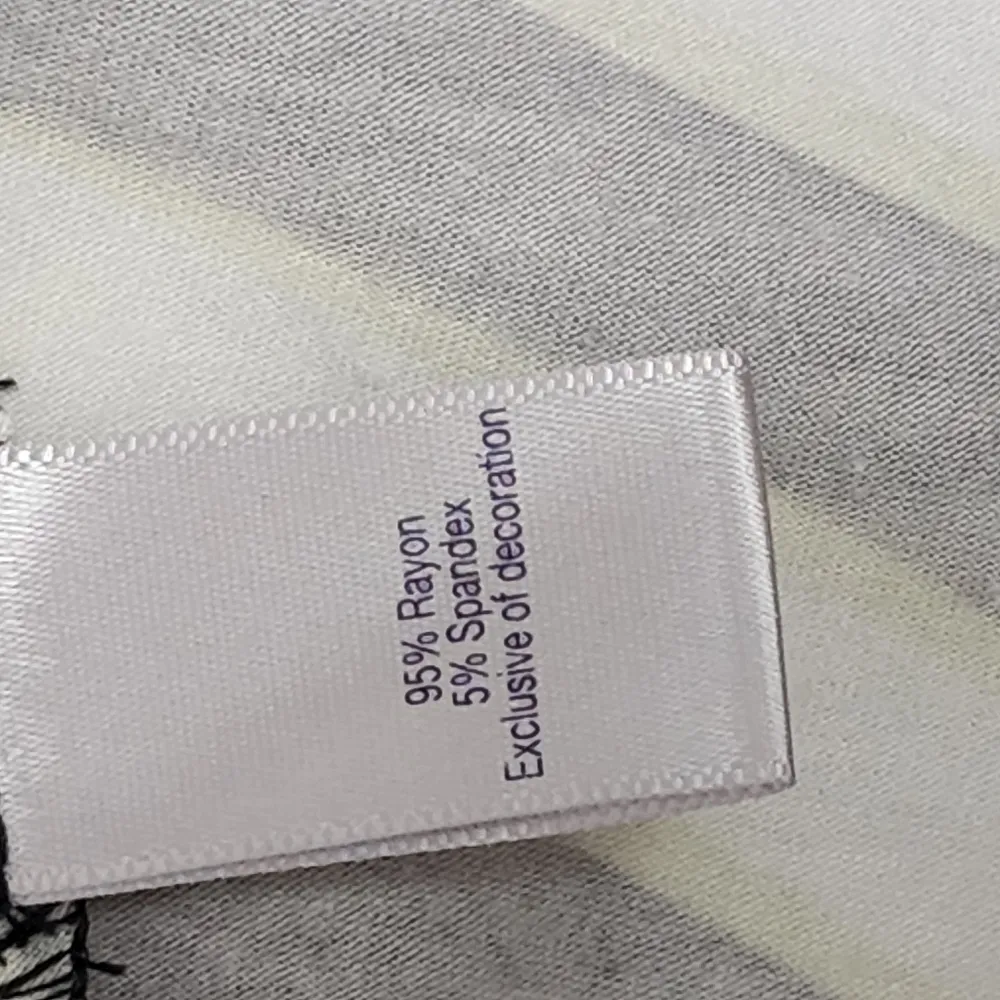 95% Rayon
5% Spandex
Exclusive of decoration